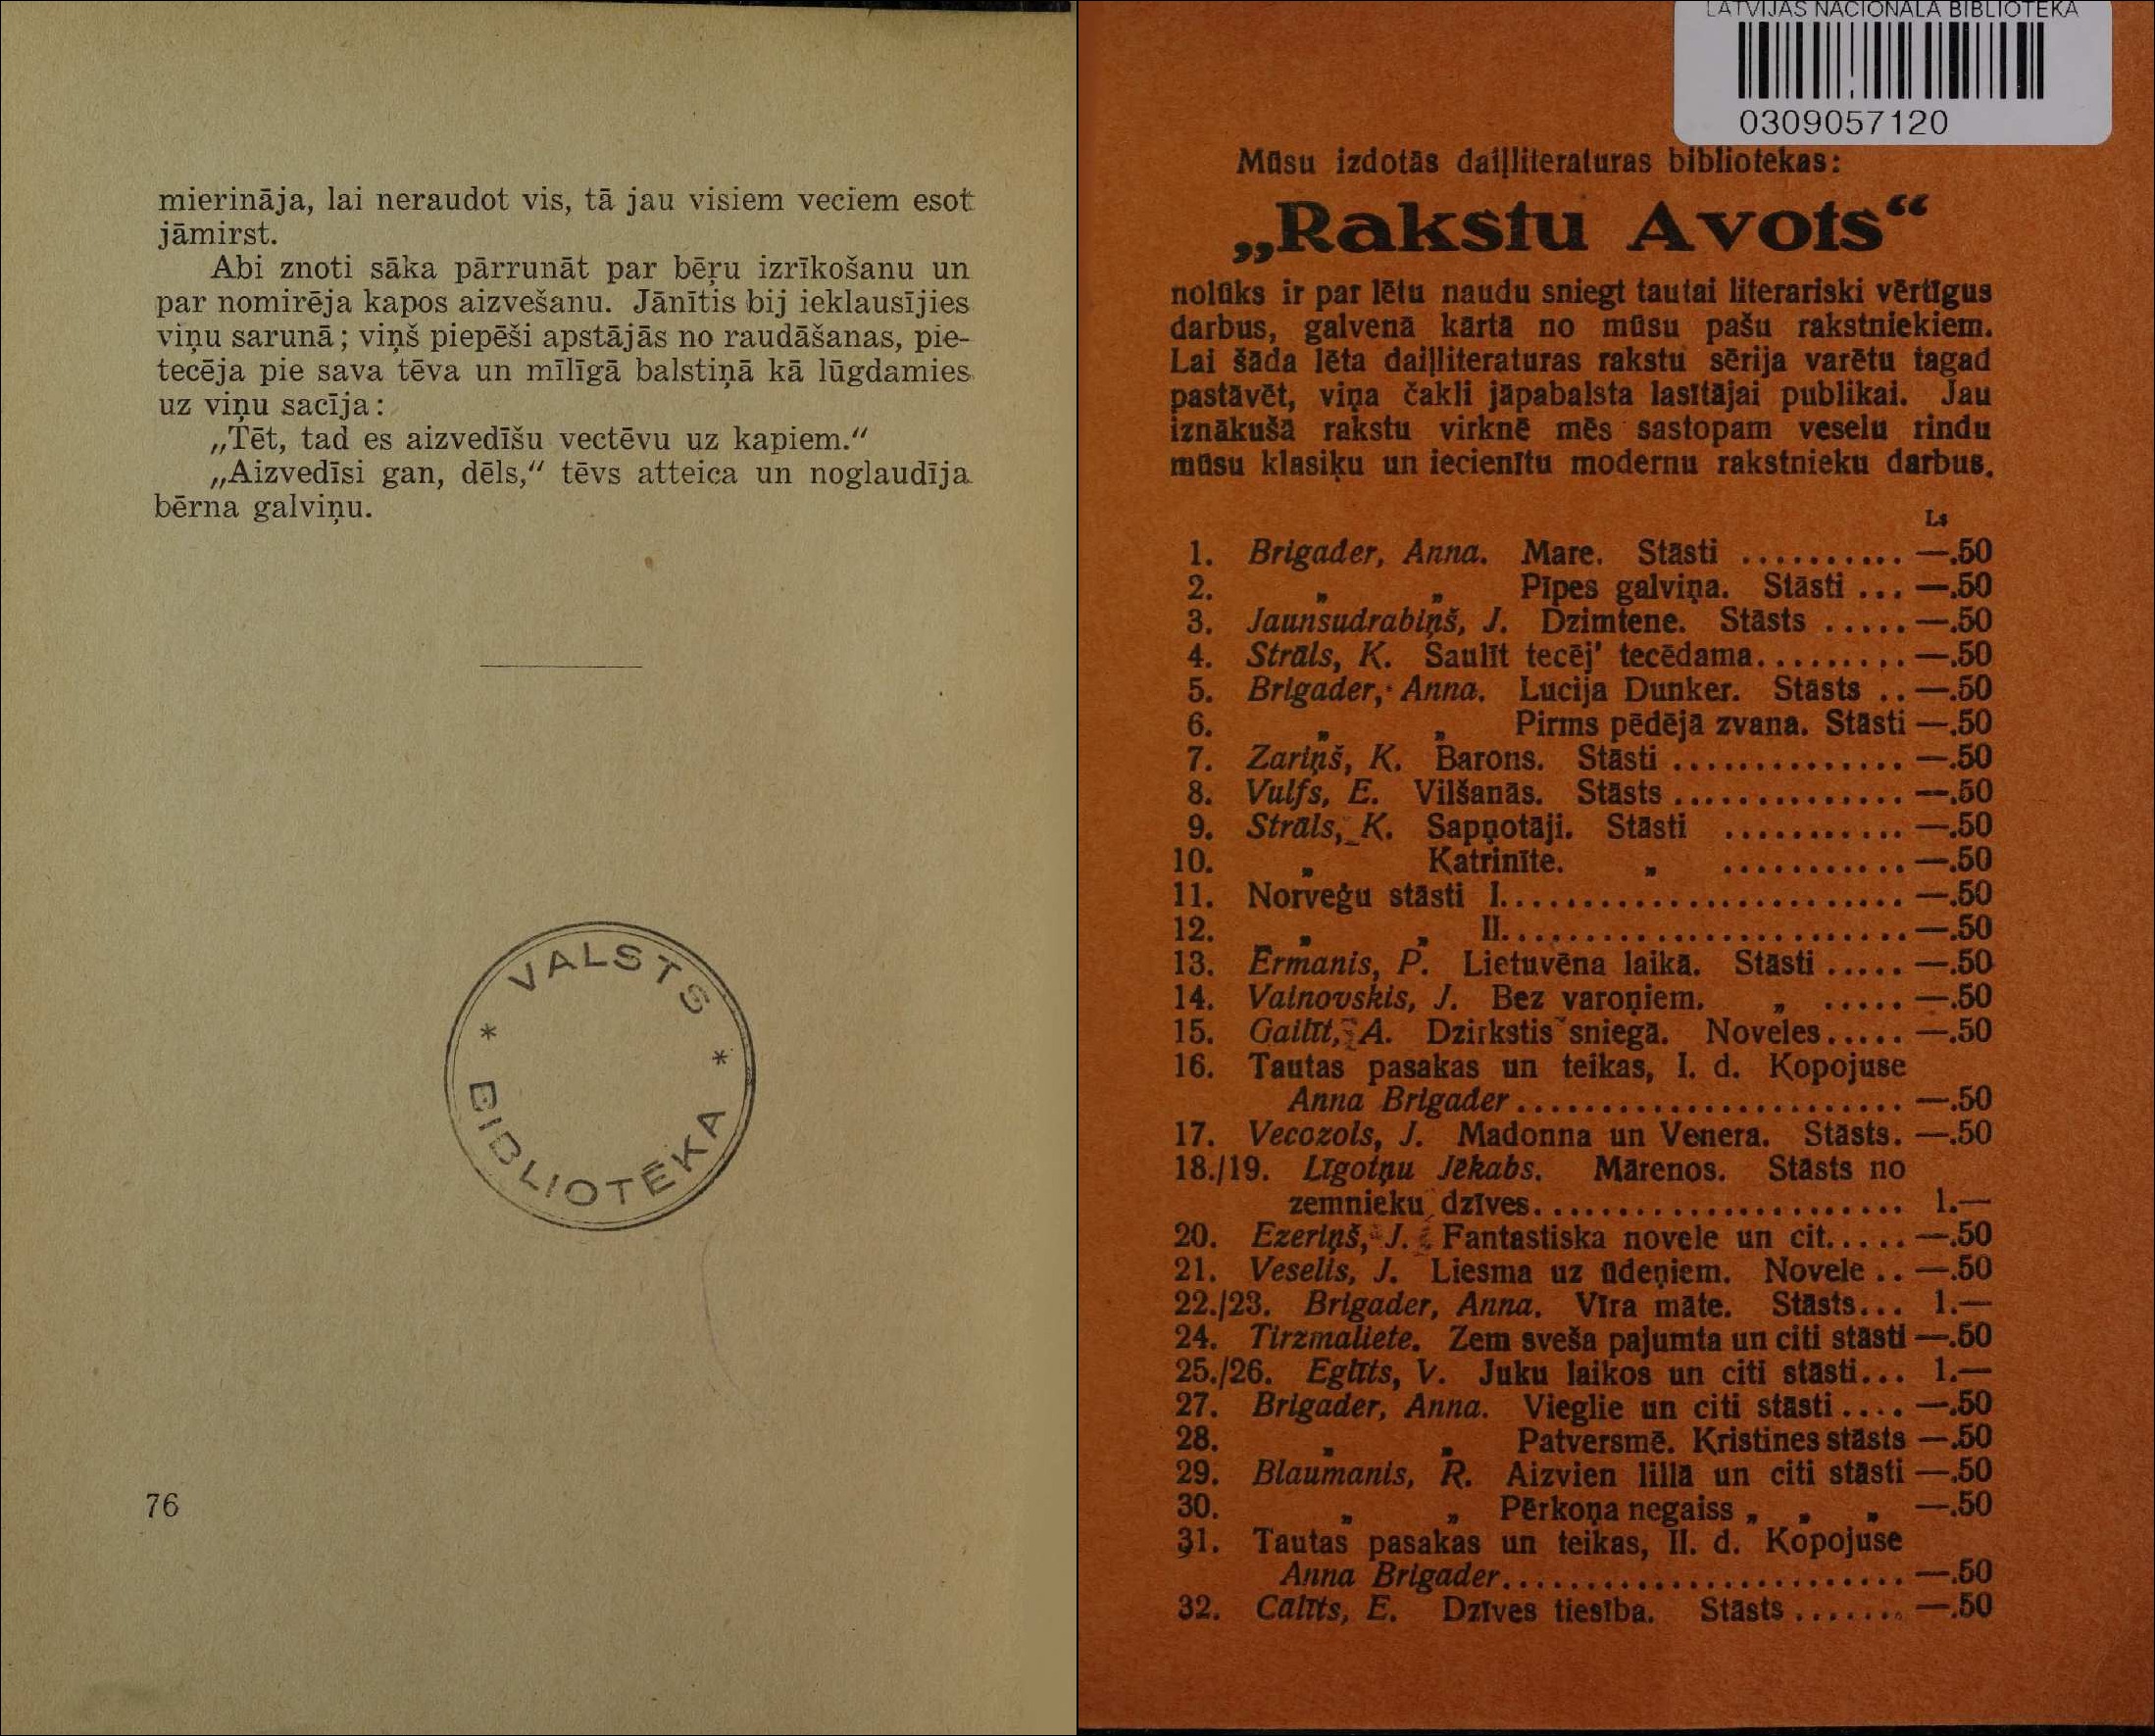 mierināja, lai neraudot vis, tā jau visiem veciem esot
jāmirst.
Abi znoti sāka pārrunāt par bēŗu izrīkošanu un
par nomirēja kapos aizvešanu. Jānītis bij ieklausījies
viņu sarunā; viņš piepēši apstājās no raudāšanas, pie-
tecēja pie sava tēva un mīlīgā balstiņā kā lūgdamies
uz viņu sacīja:
„Tēt, tad es aizvedīšu vectēvu uz kapiem.“
„Aizvedīsi gan, dēls,“ tēvs atteica un noglaudīja
bērna galviņu.
VALSTS
* *
BIBLIOTĒKA
76
LATVIJAS NACIONĀLĀ BIBLIOTĒKA
0309057120
Mūsu izdotās daiļliteraturas bibliotekas:
„Rakstu Avots“
nolūks ir par lētu naudu sniegt tautai literariski vērtīgus
darbus, galvenā kārtā no mūsu pašu rakstniekiem.
Lai šāda lēta daiļliteraturas rakstu sērija varētu tagad
pastāvēt, viņa čakli jāpabalsta lasītājai publikai. Jau
iznākušā rakstu virknē mēs sastopam veselu rindu
mūsu klasiķu un iecienītu modernu rakstnieku darbus.
Ls
1. Brigader, Anna. Mare. Stāsti .......... —.50
2. „ „ Pīpes galviņa. Stāsti ... —.50
3. Jaunsudrabiņš, J. Dzimtene. Stāsts ..... —.50
4. Strāls, K. Saulīt tecēj' tecēdama......... —.50
5. Brigader, Anna. Lucija Dunker. Stāsts .. —.50
6. „ „ Pirms pēdējā zvana. Stāsti —.50
7. Zariņš, K. Barons. Stāsti .............. —.50
8. Vulfs, E. Vilšanās. Stāsts .............. —.50
9. Strāls, K. Sapņotāji. Stāsti ........... —.50
10. „ Katrinīte. „ ........... —.50
11. Norveģu stāsti I......................... —.50
12. „ „ II......................... —.50
13. Ērmanis, P. Lietuvēna laikā. Stāsti ..... —.50
14. Vainovskis, J. Bez varoņiem. „ ..... —.50
15. Gailīt, A. Dzirkstis sniegā. Noveles..... —.50
16. Tautas pasakas un teikas, I. d. Kopojuse
Anna Brigader........................ —.50
17. Vecozols, J. Madonna un Venera. Stāsts. —.50
18./19. Līgotņu Jēkabs. Mārenos. Stāsts no
zemnieku dzīves....................... 1.—
20. Ezeriņš, J. Fantastiska novele un cit..... —.50
21. Veselis, J. Liesma uz ūdeņiem. Novele .. —.50
22./23. Brigader, Anna. Vīra māte. Stāsts... 1.—
24. Tirzmaliete. Zem sveša pajumta un citi stāsti —.50
25./26. Eglīts, V. Juku laikos un citi stāsti... 1.—
27. Brigader, Anna. Vieglie un citi stāsti .... —.50
28. „ „ Patversmē. Kristines stāsts —.50
29. Blaumanis, R. Aizvien lillā un citi stāsti —.50
30. „ „ Pērkoņa negaiss „ „ „ —.50
31. Tautas pasakas un teikas, II. d. Kopojuse
Anna Brigader......................... —.50
32. Cālīts, E. Dzīves tiesība. Stāsts ....... —.50